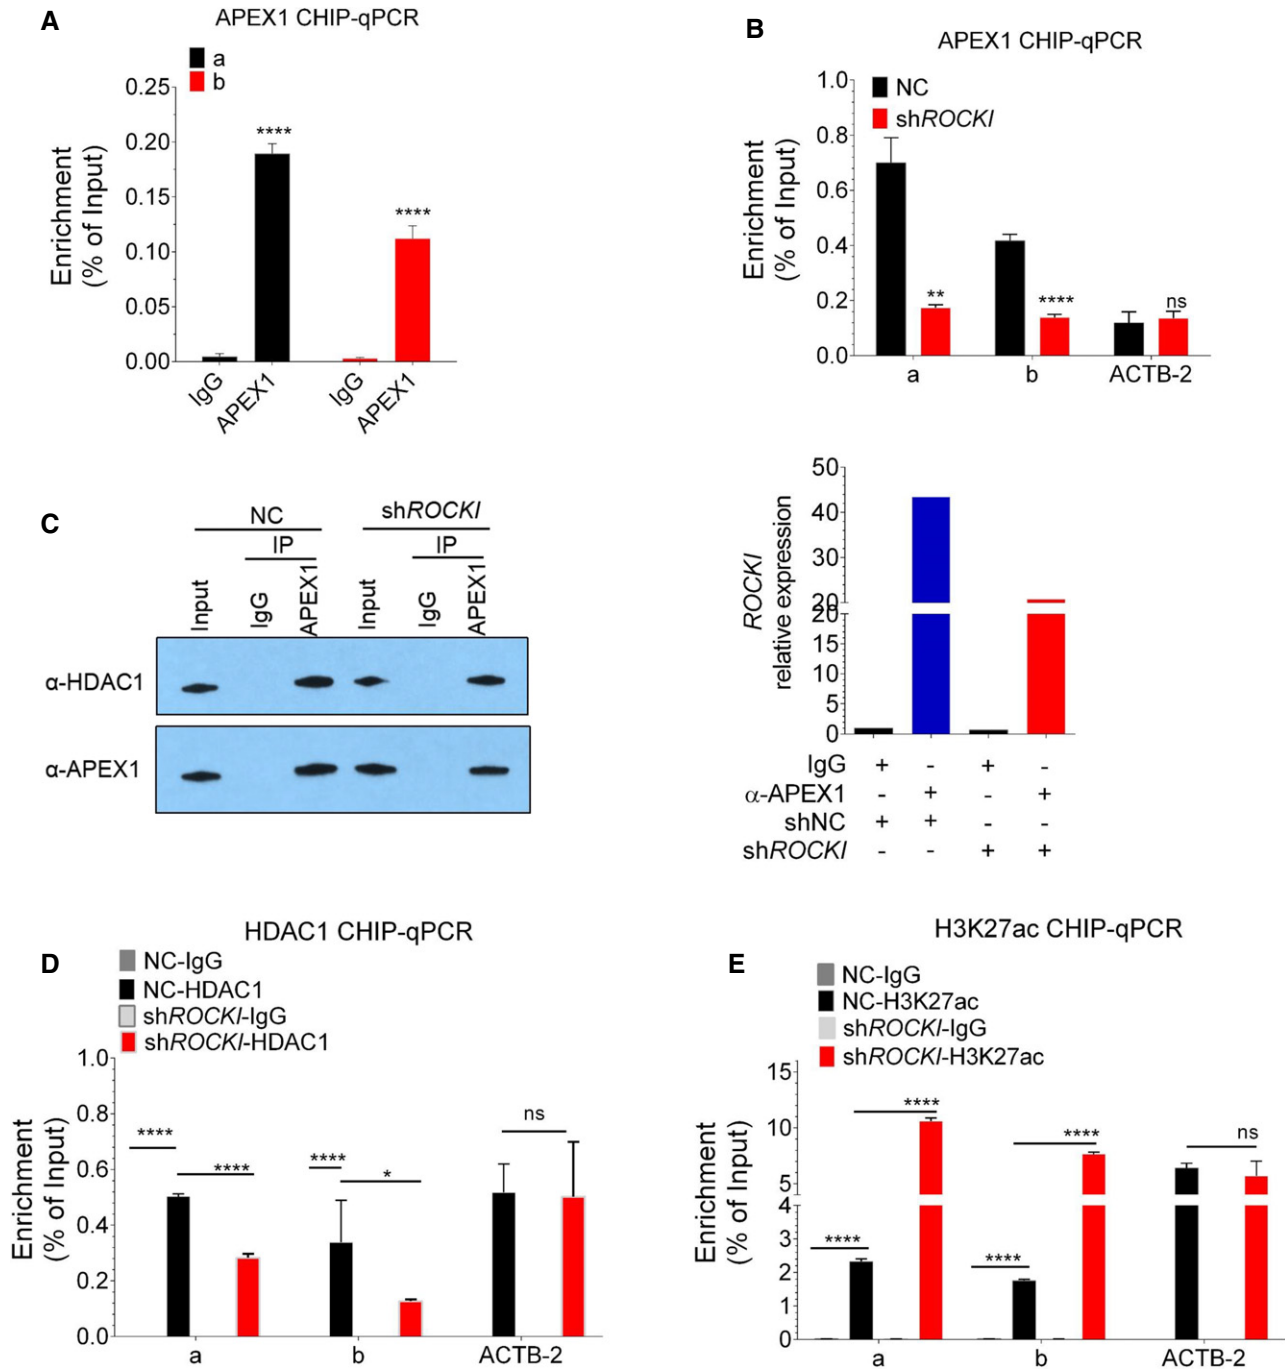 A
APEX1 CHIP-qPCR
a
b
Enrichment
(% of Input)
0.25
0.20
0.15
0.10
0.05
0.00
****
****
IgG
APEX1
IgG
APEX1
B
APEX1 CHIP-qPCR
NC
shROCKI
Enrichment
(% of Input)
1.0
0.8
0.6
0.4
0.2
0.0
**
****
ns
a b ACTB-2
C
NC shROCKI
IP IP
Input IgG APEX1 Input IgG APEX1
α-HDAC1
α-APEX1
ROCKI
relative expression
50
40
30
20
20
15
10
5
0
IgG + - + -
α-APEX1 - + - +
shNC + + - -
shROCKI - - + +
D
HDAC1 CHIP-qPCR
NC-IgG
NC-HDAC1
shROCKI-IgG
shROCKI-HDAC1
Enrichment
(% of Input)
1.0
0.8
0.6
0.4
0.2
0.0
****
****
****
*
ns
a b ACTB-2
E
H3K27ac CHIP-qPCR
NC-IgG
NC-H3K27ac
shROCKI-IgG
shROCKI-H3K27ac
Enrichment
(% of Input)
15
10
5
4
3
2
1
0
****
****
****
****
ns
a b ACTB-2